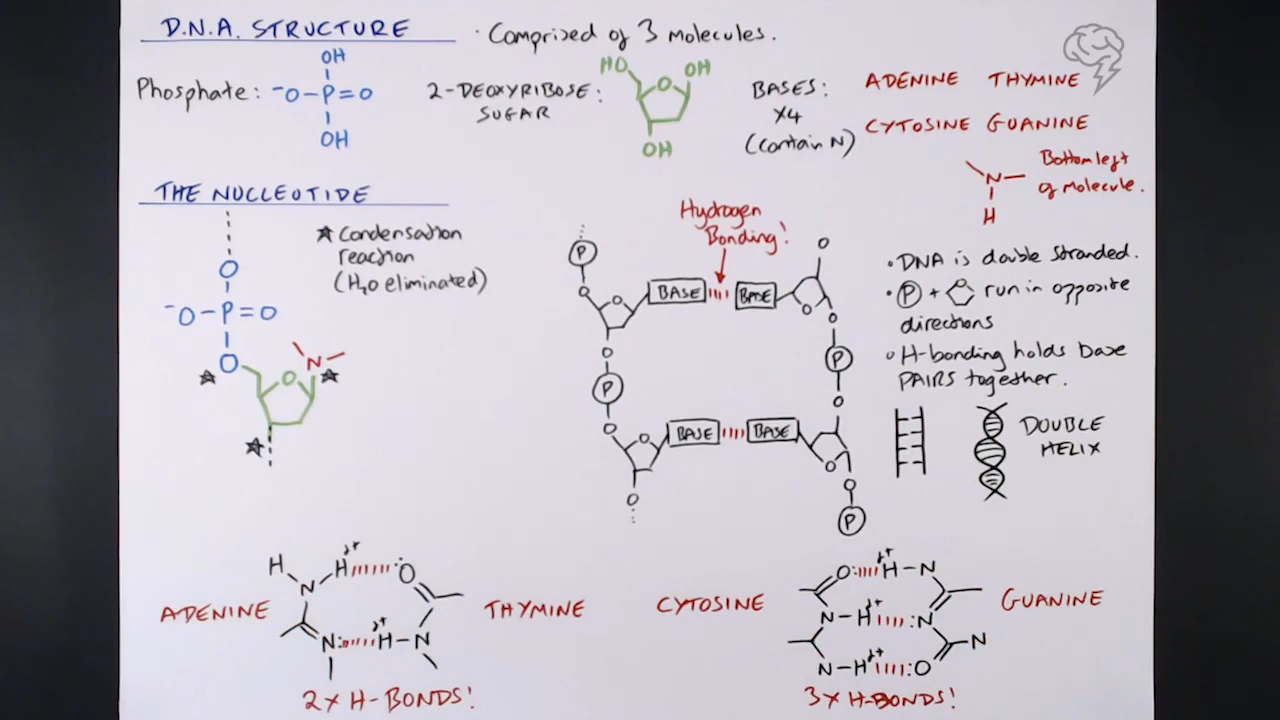 D.N.A. STRUCTURE
· Comprised of 3 molecules.
Phosphate:
OH
⁻O-P=O
OH
2-DEOXYRIBOSE:
SUGAR
HO OH
O
OH
BASES:
x4
(contain N)
ADENINE THYMINE
CYTOSINE GUANINE
N
H
Bottom left
of molecule.
THE NUCLEOTIDE
★ Condensation
reaction
(H₂O eliminated)
O
⁻O-P=O
O
N
O
Hydrogen
Bonding!
P
O
O
BASE BASE
O
O
O
O
P
P
O
O
O
BASE BASE
O
O
O
O
P
· DNA is double stranded.
· P + run in opposite
directions
· H-bonding holds base
PAIRS together.
DOUBLE
HELIX
ADENINE
H
N
H δ+
:O
N:
δ+
H-N
THYMINE
2x H-BONDS!
CYTOSINE
O:
δ+
H-N
N-H δ+
:N
N-H δ+
:O
N
GUANINE
3x H-BONDS!